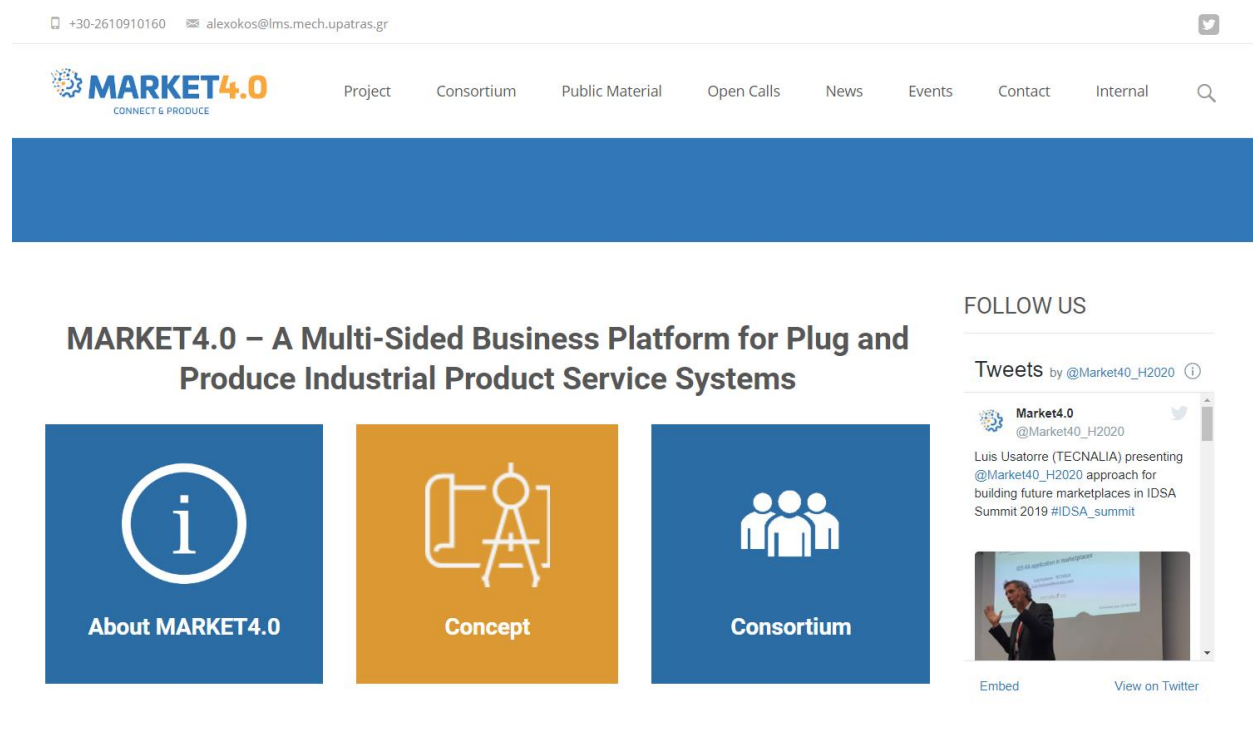 +30-2610910160 alexokos@lms.mech.upatras.gr
MARKET4.0
CONNECT & PRODUCE
Project Consortium Public Material Open Calls News Events Contact Internal
MARKET4.0 – A Multi-Sided Business Platform for Plug and
Produce Industrial Product Service Systems
i
About MARKET4.0
Concept
Consortium
FOLLOW US
Tweets by @Market40_H2020
Market4.0
@Market40_H2020
Luis Usatorre (TECNALIA) presenting
@Market40_H2020 approach for
building future marketplaces in IDSA
Summit 2019 #IDSA_summit
Embed View on Twitter